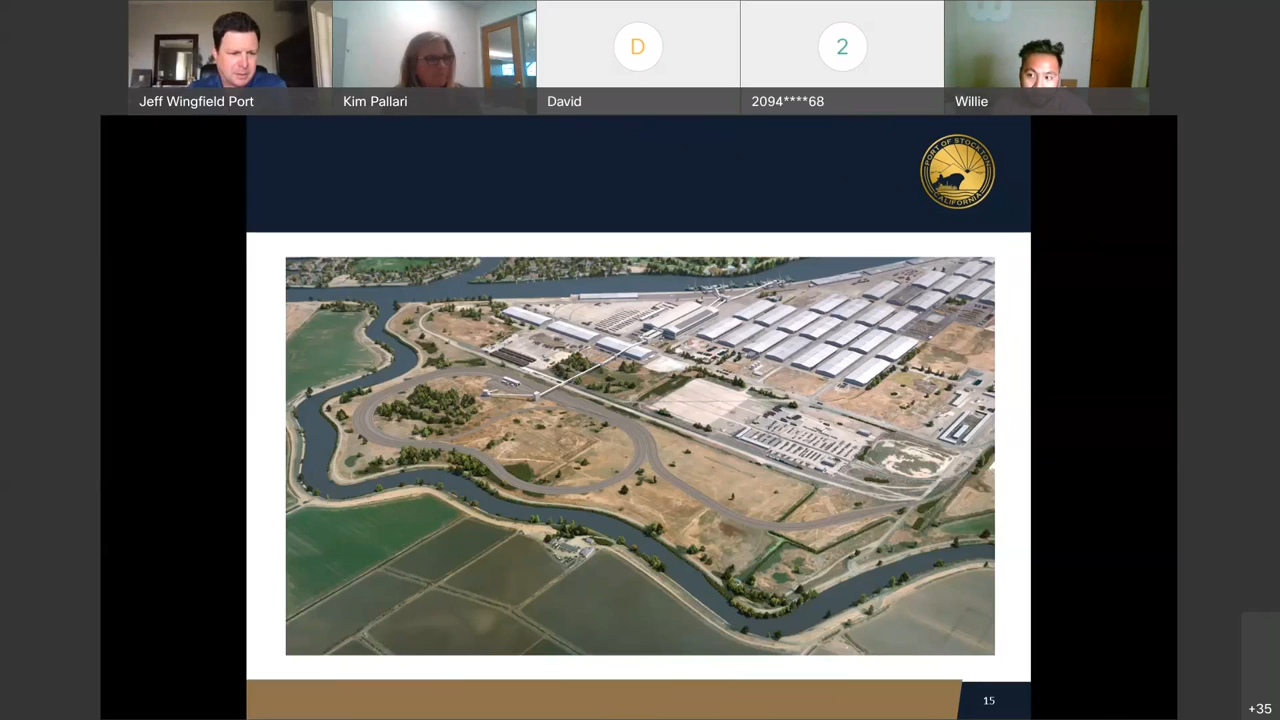 Jeff Wingfield Port
Kim Pallari
D
David
2
2094****68
Willie
PORT OF STOCKTON
CALIFORNIA
15
+35